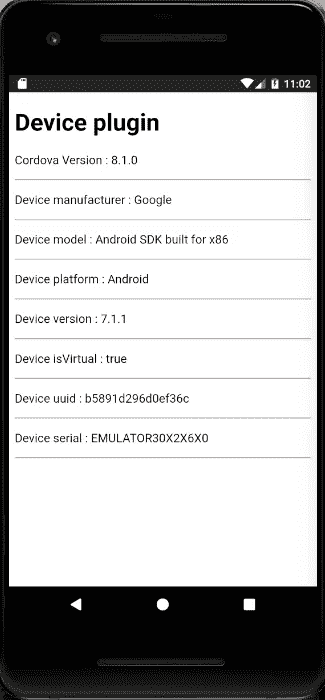 11:02
Device plugin
Cordova Version : 8.1.0
Device manufacturer : Google
Device model : Android SDK built for x86
Device platform : Android
Device version : 7.1.1
Device isVirtual : true
Device uuid : b5891d296d0ef36c
Device serial : EMULATOR30X2X6X0